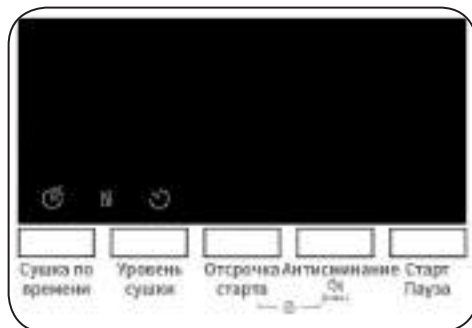 Сушка по времени
Уровень сушки
Отсрочка старта
Антисминание
Старт Пауза